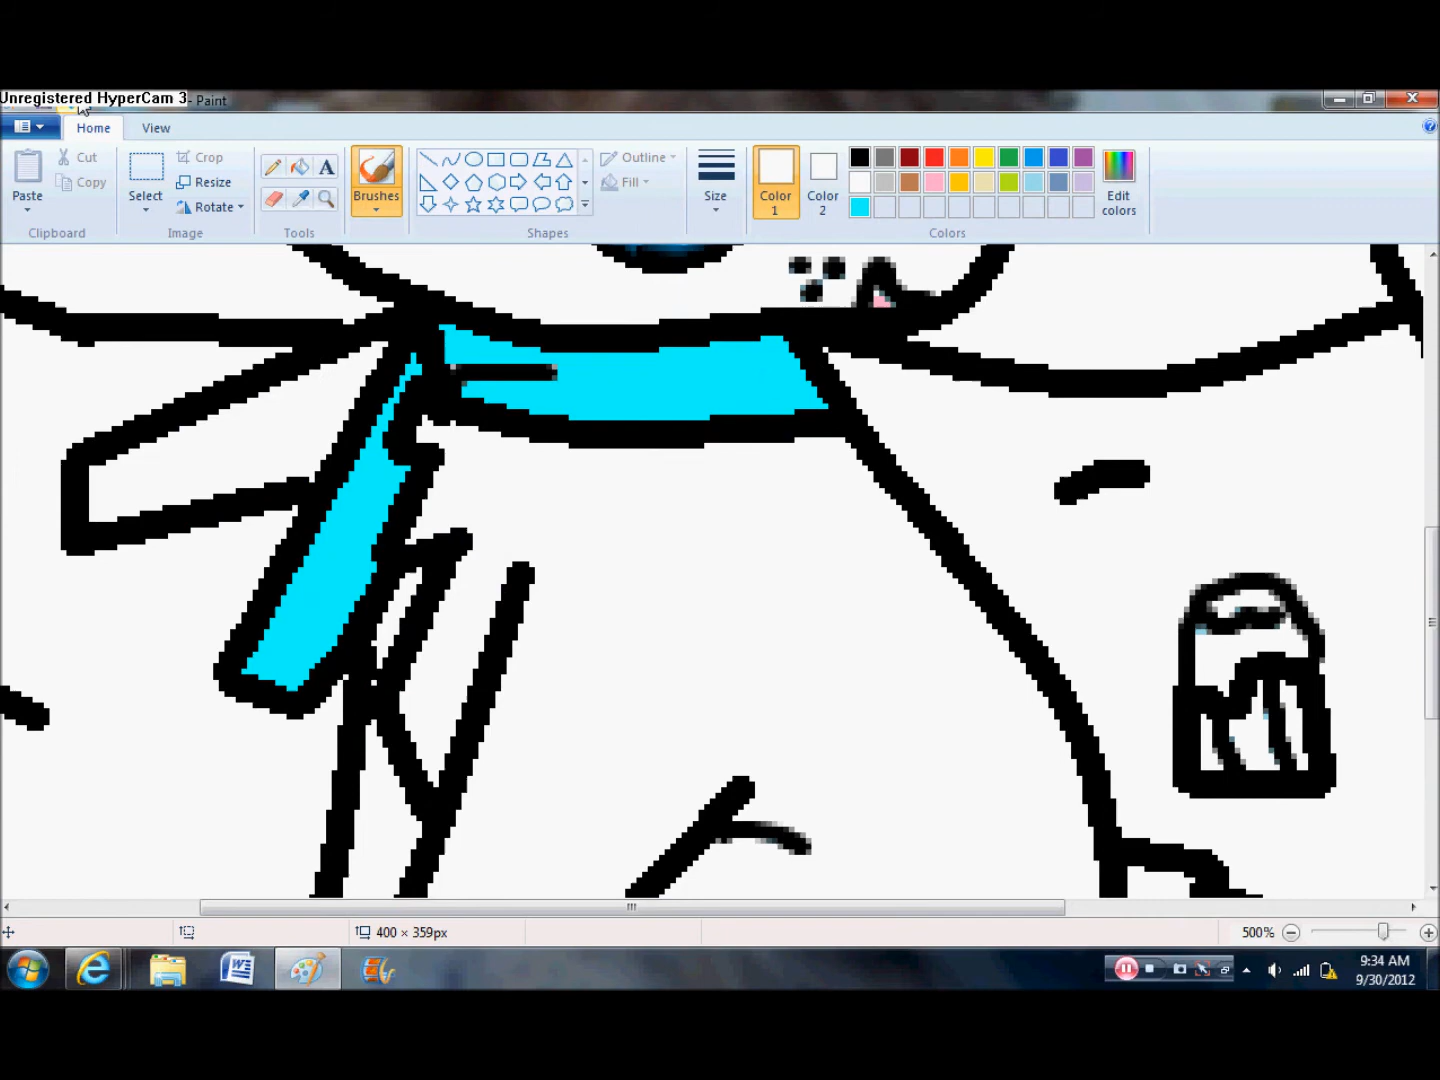 Unregistered HyperCam 3 - Paint
Home View
Paste Cut Copy Clipboard
Select Crop Resize Rotate Image
A
Tools
Brushes
Outline Fill Shapes
Size
Color 1
Color 2
Edit colors
Colors
400 × 359px
500%
9:34 AM
9/30/2012